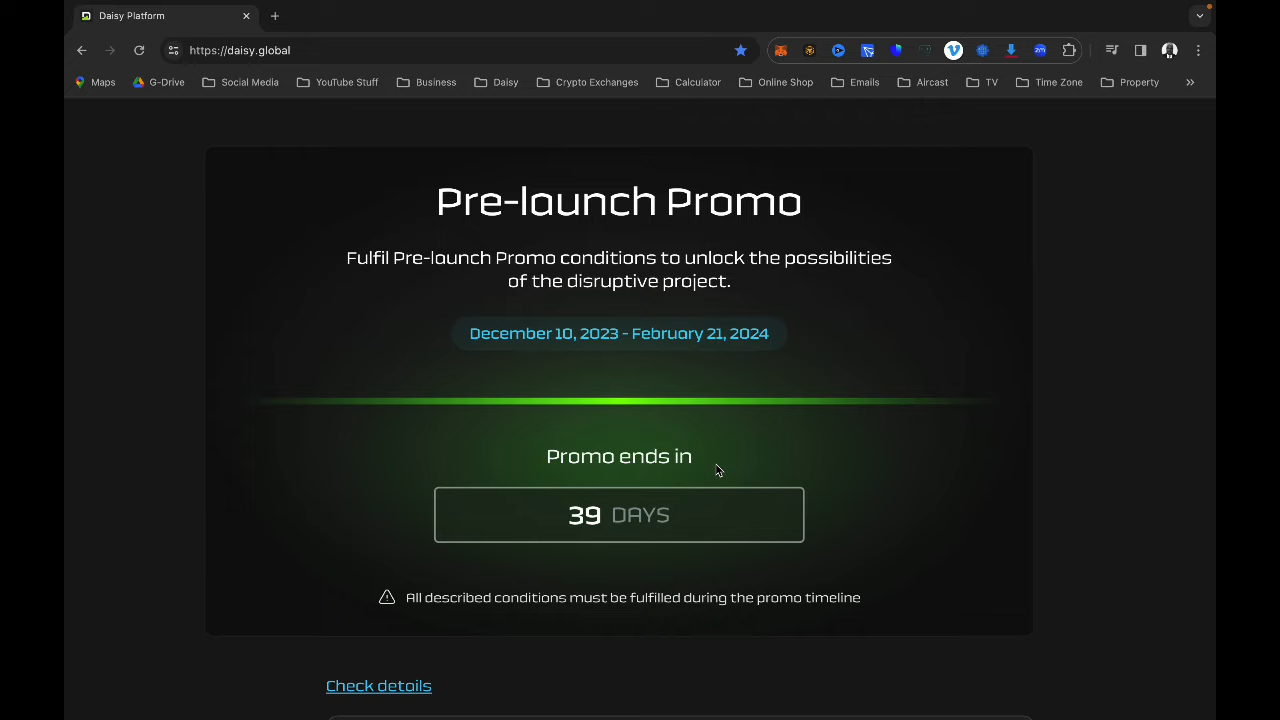 Daisy Platform
https://daisy.global
Maps
G-Drive
Social Media
YouTube Stuff
Business
Daisy
Crypto Exchanges
Calculator
Online Shop
Emails
Aircast
TV
Time Zone
Property
Pre-launch Promo
Fulfil Pre-launch Promo conditions to unlock the possibilities
of the disruptive project.
December 10, 2023 - February 21, 2024
Promo ends in
39 DAYS
All described conditions must be fulfilled during the promo timeline
Check details